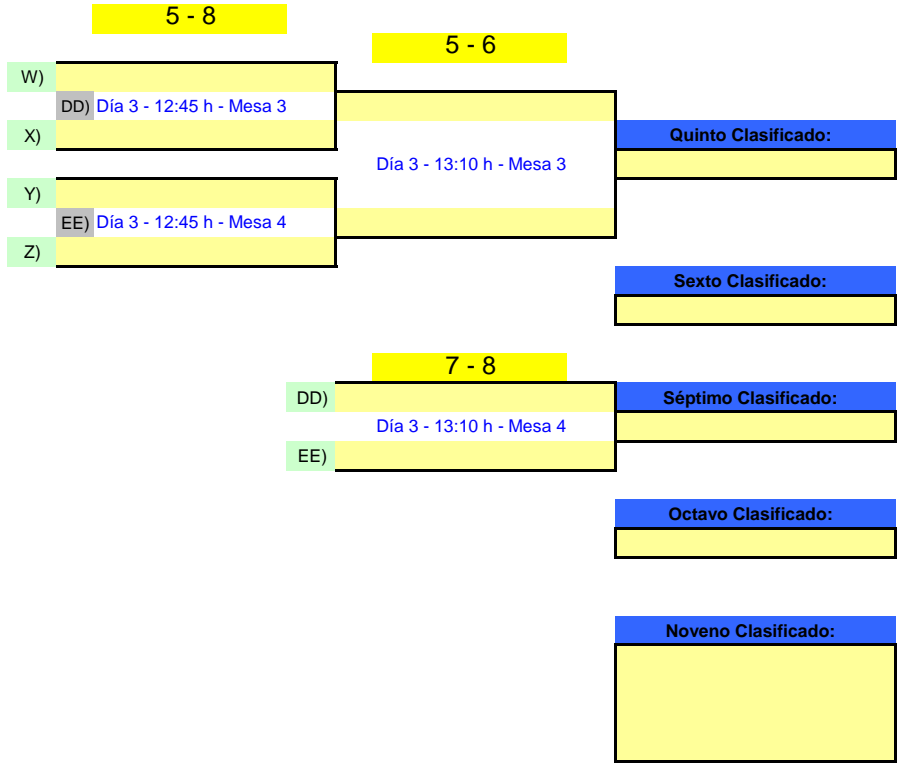 5 - 8
5 - 6
W)
DD) Día 3 - 12:45 h - Mesa 3
X)
Quinto Clasificado:
Día 3 - 13:10 h - Mesa 3
Y)
EE) Día 3 - 12:45 h - Mesa 4
Z)
Sexto Clasificado:
7 - 8
DD)
Séptimo Clasificado:
Día 3 - 13:10 h - Mesa 4
EE)
Octavo Clasificado:
Noveno Clasificado: